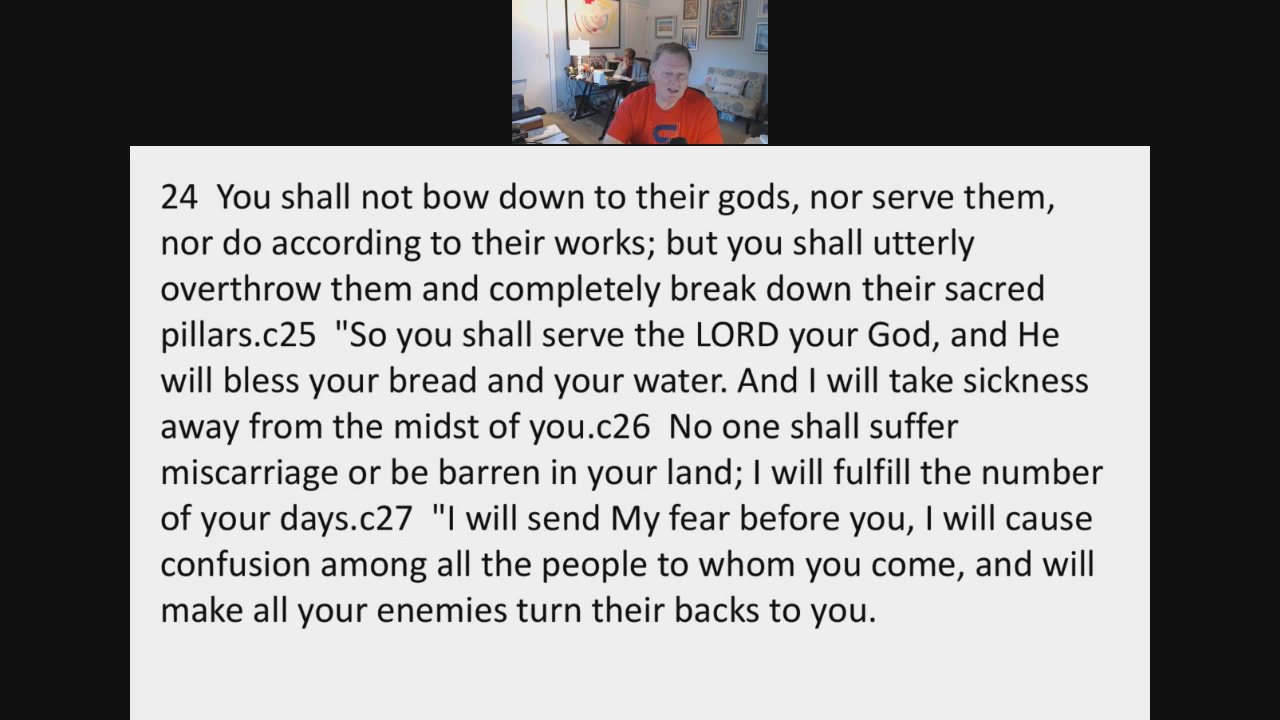 24  You shall not bow down to their gods, nor serve them,
nor do according to their works; but you shall utterly
overthrow them and completely break down their sacred
pillars.c25  "So you shall serve the LORD your God, and He
will bless your bread and your water. And I will take sickness
away from the midst of you.c26  No one shall suffer
miscarriage or be barren in your land; I will fulfill the number
of your days.c27  "I will send My fear before you, I will cause
confusion among all the people to whom you come, and will
make all your enemies turn their backs to you.